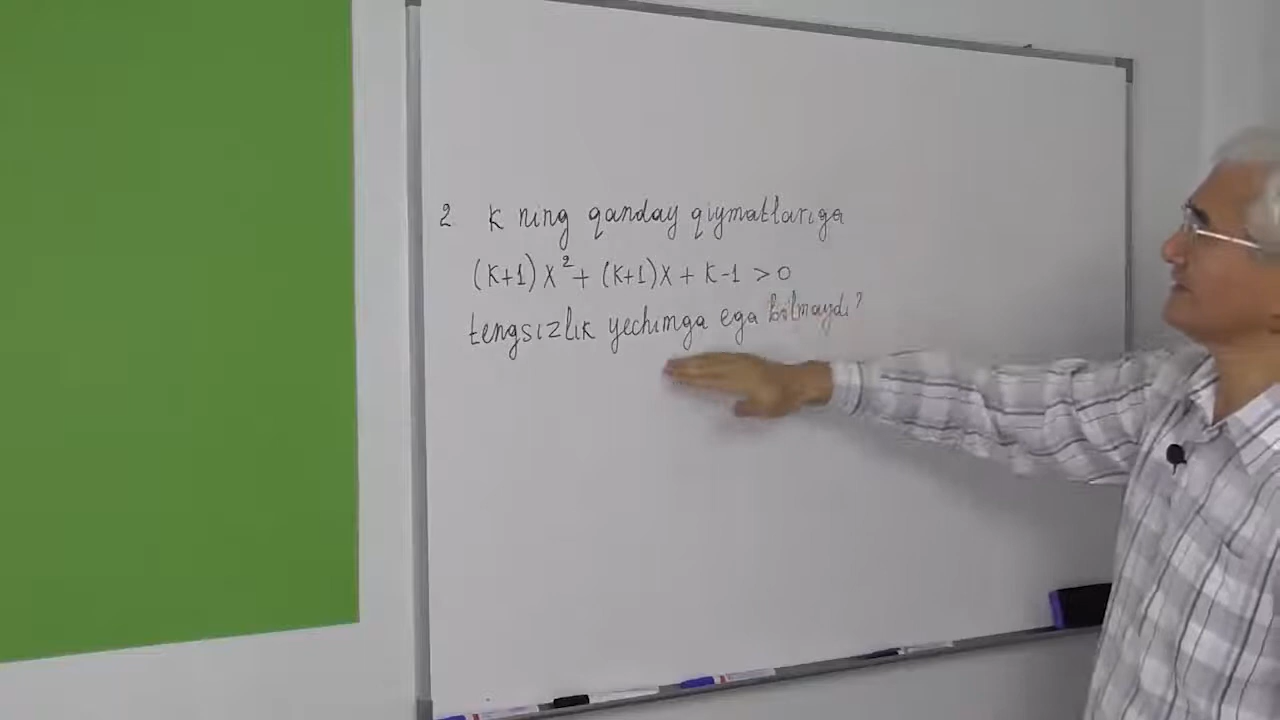 2 k ning qanday qiymatlariga
(k+1)x² + (k+1)x + k-1 > 0
tengsizlik yechimga ega bo'lmaydi?